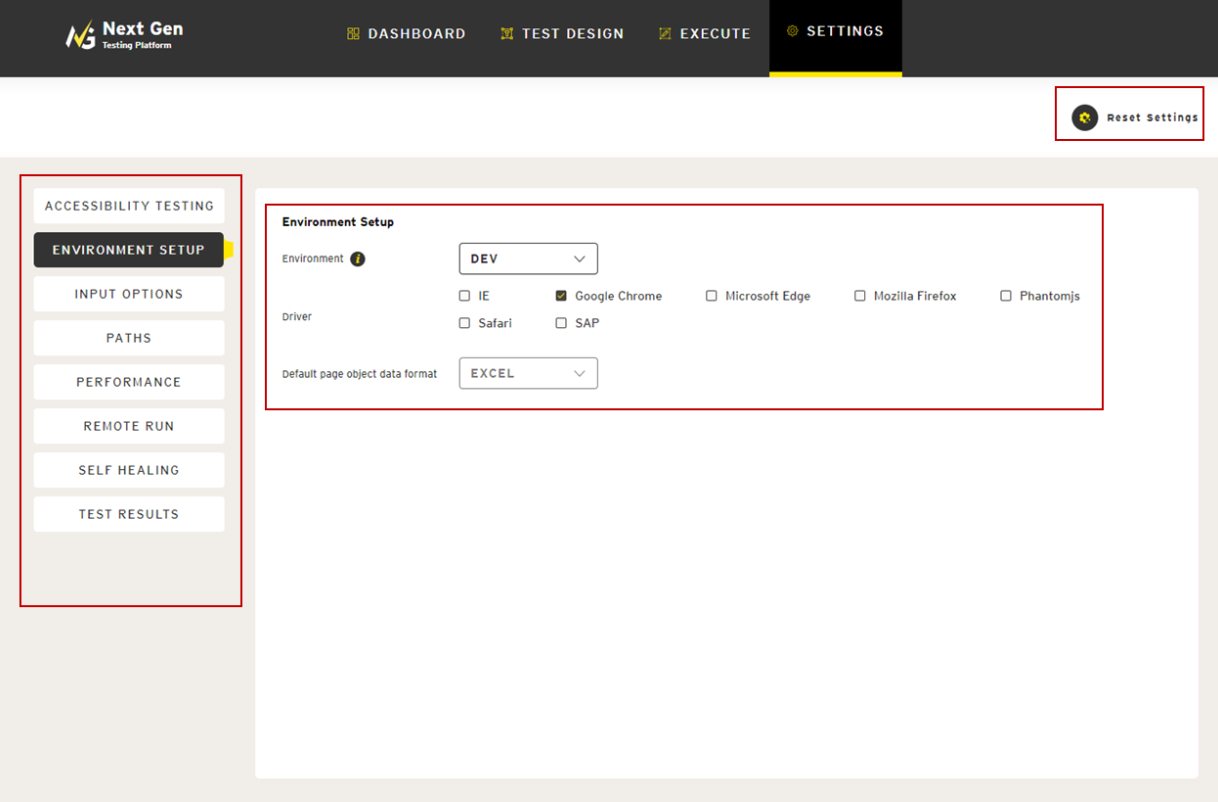 Next Gen
Testing Platform
DASHBOARD
TEST DESIGN
EXECUTE
SETTINGS
Reset Settings
ACCESSIBILITY TESTING
ENVIRONMENT SETUP
INPUT OPTIONS
PATHS
PERFORMANCE
REMOTE RUN
SELF HEALING
TEST RESULTS
Environment Setup
Environment i
DEV
Driver
IE
Google Chrome
Microsoft Edge
Mozilla Firefox
Phantomjs
Safari
SAP
Default page object data format
EXCEL